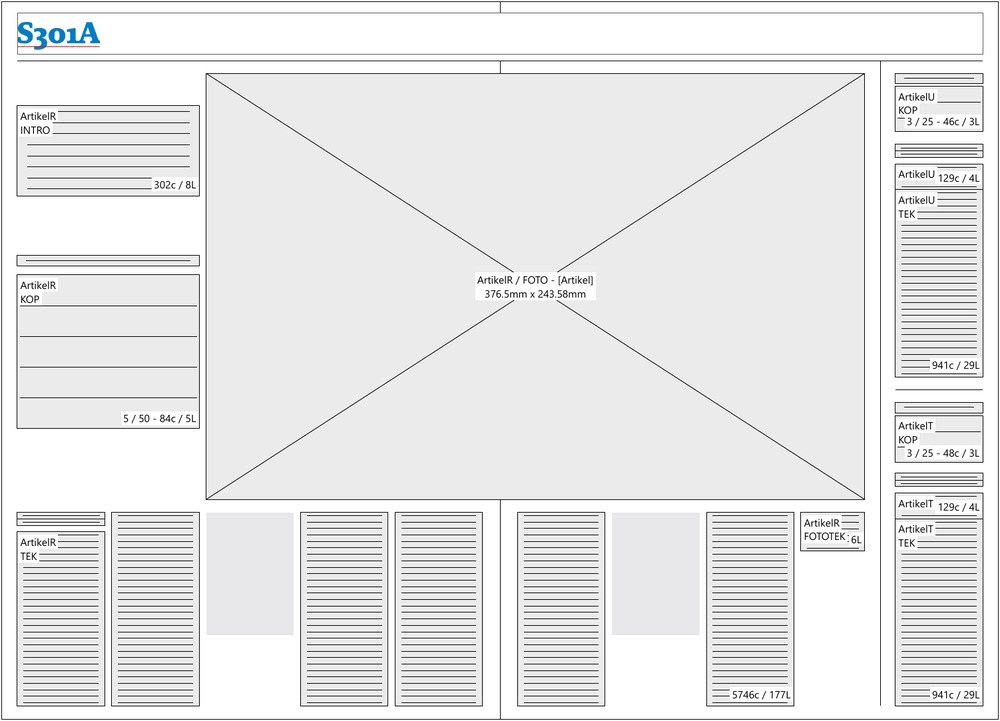 S301A
ArtikelR
INTRO
302c / 8L
ArtikelR
KOP
5 / 50 - 84c / 5L
ArtikelR / FOTO - [Artikel]
376.5mm x 243.58mm
ArtikelR
TEK
5746c / 177L
ArtikelR
FOTOTEK
6L
ArtikelU
KOP
3 / 25 - 46c / 3L
ArtikelU
129c / 4L
ArtikelU
TEK
941c / 29L
ArtikelT
KOP
3 / 25 - 48c / 3L
ArtikelT
129c / 4L
ArtikelT
TEK
941c / 29L